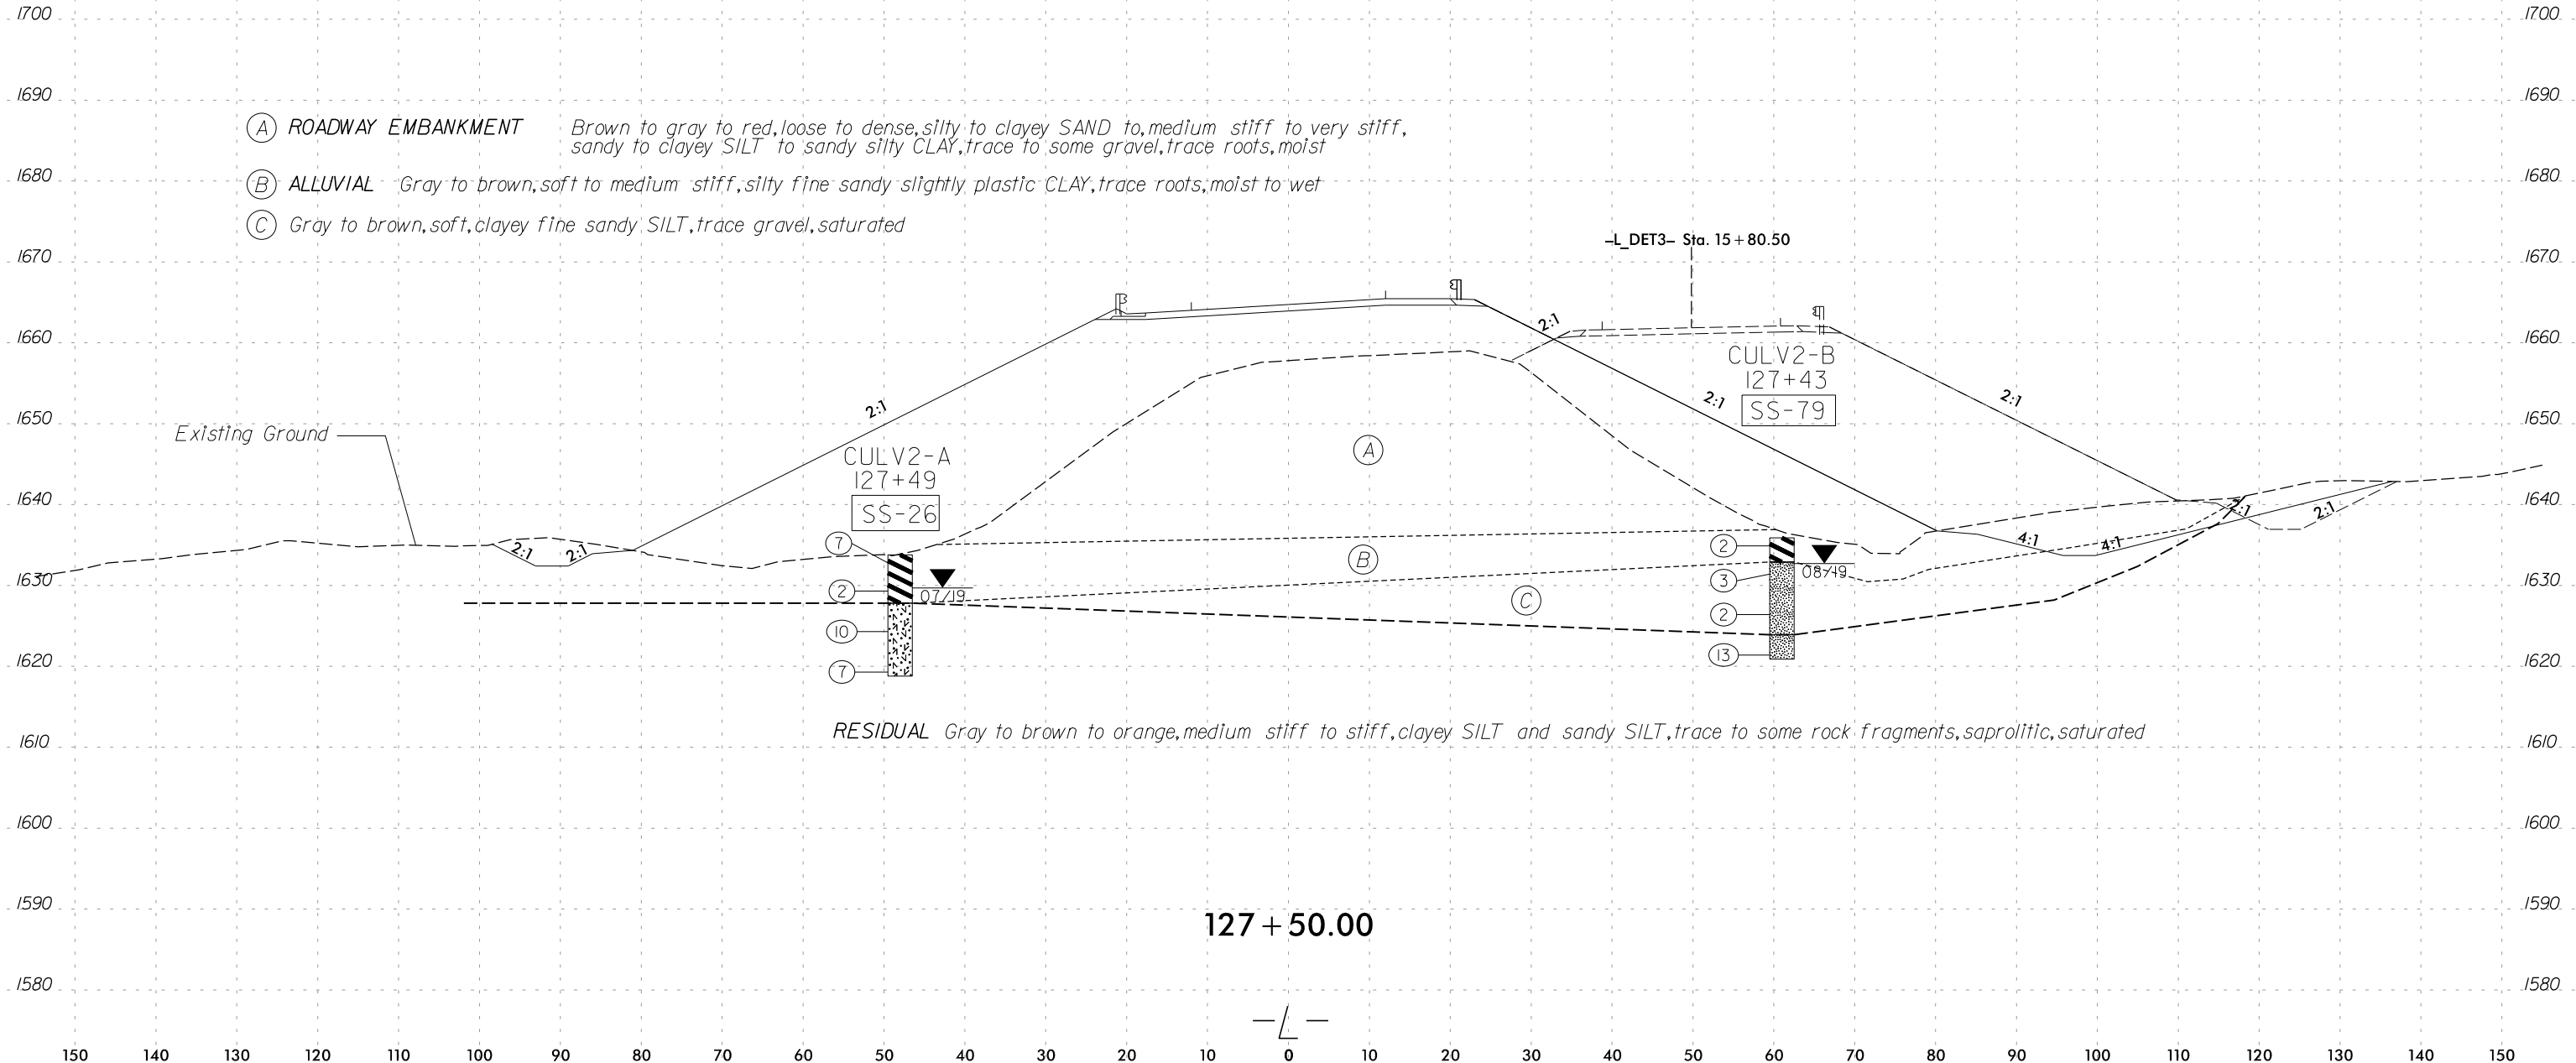 1700 1700
1690 1690
A ROADWAY EMBANKMENT Brown to gray to red,loose to dense,silty to clayey SAND to,medium stiff to very stiff,
sandy to clayey SILT to sandy silty CLAY,trace to some gravel,trace roots,moist
1680 1680
B ALLUVIAL Gray to brown,soft to medium stiff,silty fine sandy slightly plastic CLAY,trace roots,moist to wet
C Gray to brown,soft,clayey fine sandy SILT,trace gravel,saturated
-L_DET3- Sta. 15+80.50
1670 1670
1660 1660
2:1
CULV2-B
127+43
SS-79
2:1
2:1
2:1
1650 1650
Existing Ground
A
CULV2-A
127+49
SS-26
1640 1640
2:1
2:1
2:1
2:1
4:1
4:1
7
2
B
08/19
1630 1630
3
2
07/19
C
2
10
13
7
1620 1620
RESIDUAL Gray to brown to orange,medium stiff to stiff,clayey SILT and sandy SILT,trace to some rock fragments,saprolitic,saturated
1610 1610
1600 1600
1590 1590
127+50.00
1580 1580
-L-
150 140 130 120 110 100 90 80 70 60 50 40 30 20 10 0 10 20 30 40 50 60 70 80 90 100 110 120 130 140 150